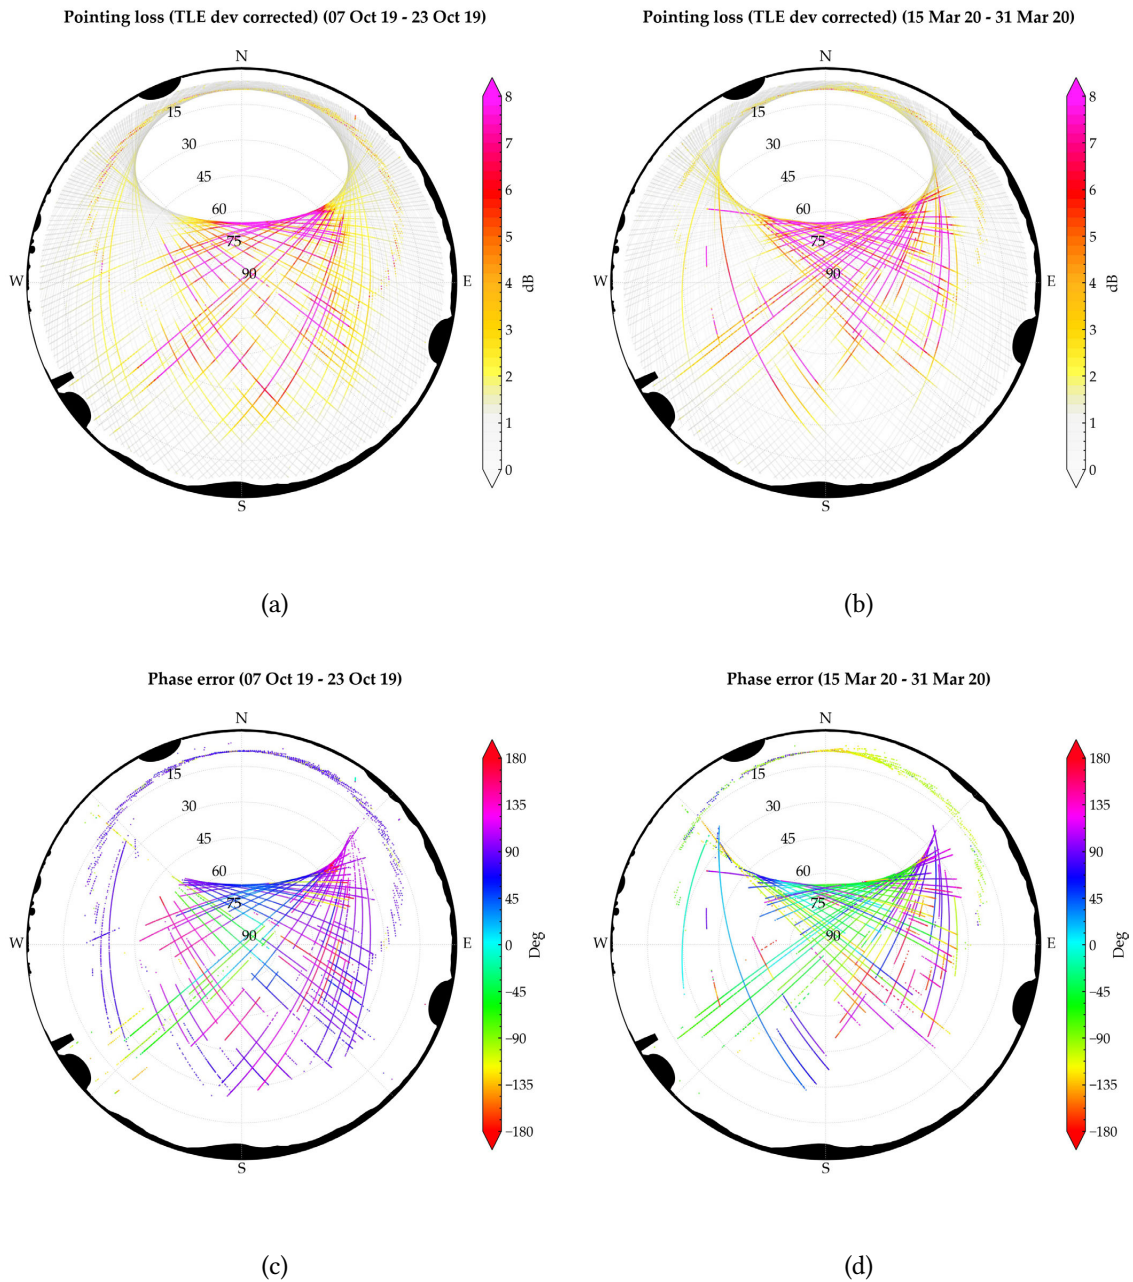 Pointing loss (TLE dev corrected) (07 Oct 19 - 23 Oct 19)
N
15
30
45
60
75
90
W
E
S
8
7
6
5
4
3
2
1
0
dB
(a)
Pointing loss (TLE dev corrected) (15 Mar 20 - 31 Mar 20)
N
15
30
45
60
75
90
W
E
S
8
7
6
5
4
3
2
1
0
dB
(b)
Phase error (07 Oct 19 - 23 Oct 19)
N
15
30
45
60
75
90
W
E
S
180
135
90
45
0
−45
−90
−135
−180
Deg
(c)
Phase error (15 Mar 20 - 31 Mar 20)
N
15
30
45
60
75
90
W
E
S
180
135
90
45
0
−45
−90
−135
−180
Deg
(d)